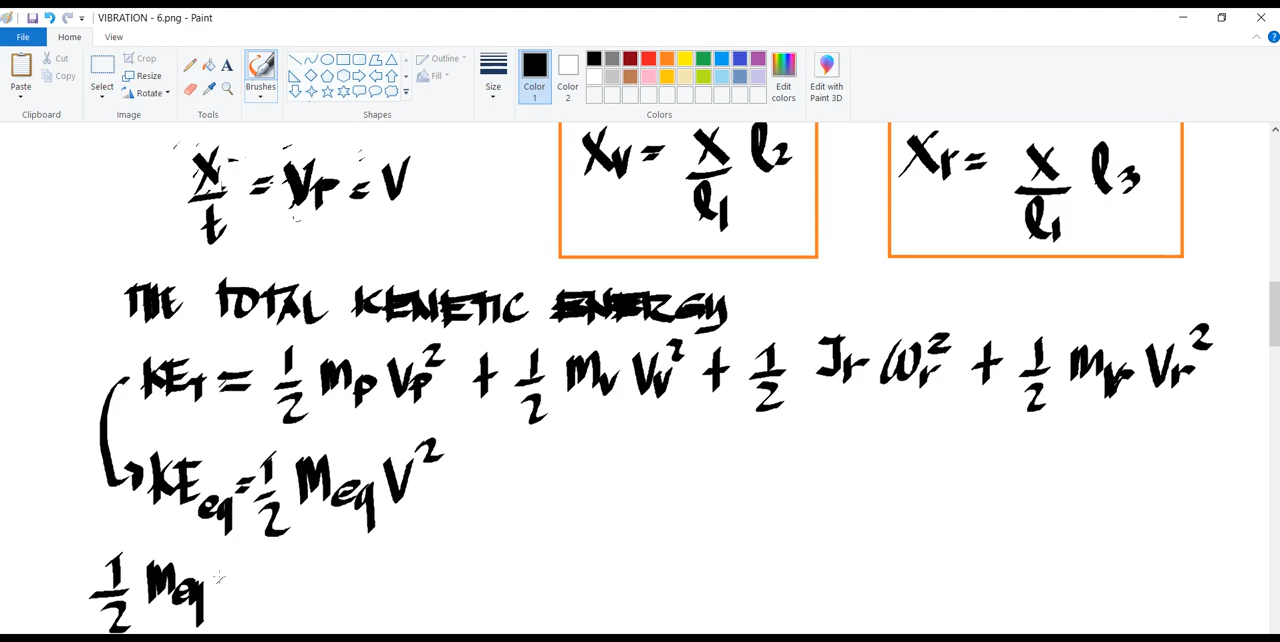 VIBRATION - 6.png - Paint
File Home View
Cut
Copy
Paste
Clipboard
Crop
Resize
Rotate
Select
Image
Tools
Brushes
Outline
Fill
Shapes
Size
Color 1
Color 2
Edit colors
Edit with Paint 3D
Colors
x/t = Vp = V
Xv = x/l1 l2
Xr = x/l1 l3
THE TOTAL KENETIC ENERGY
KET = 1/2 mp Vp² + 1/2 mv Vv² + 1/2 Jr ωr² + 1/2 mr Vr²
KEeq = 1/2 meq V²
1/2 meq